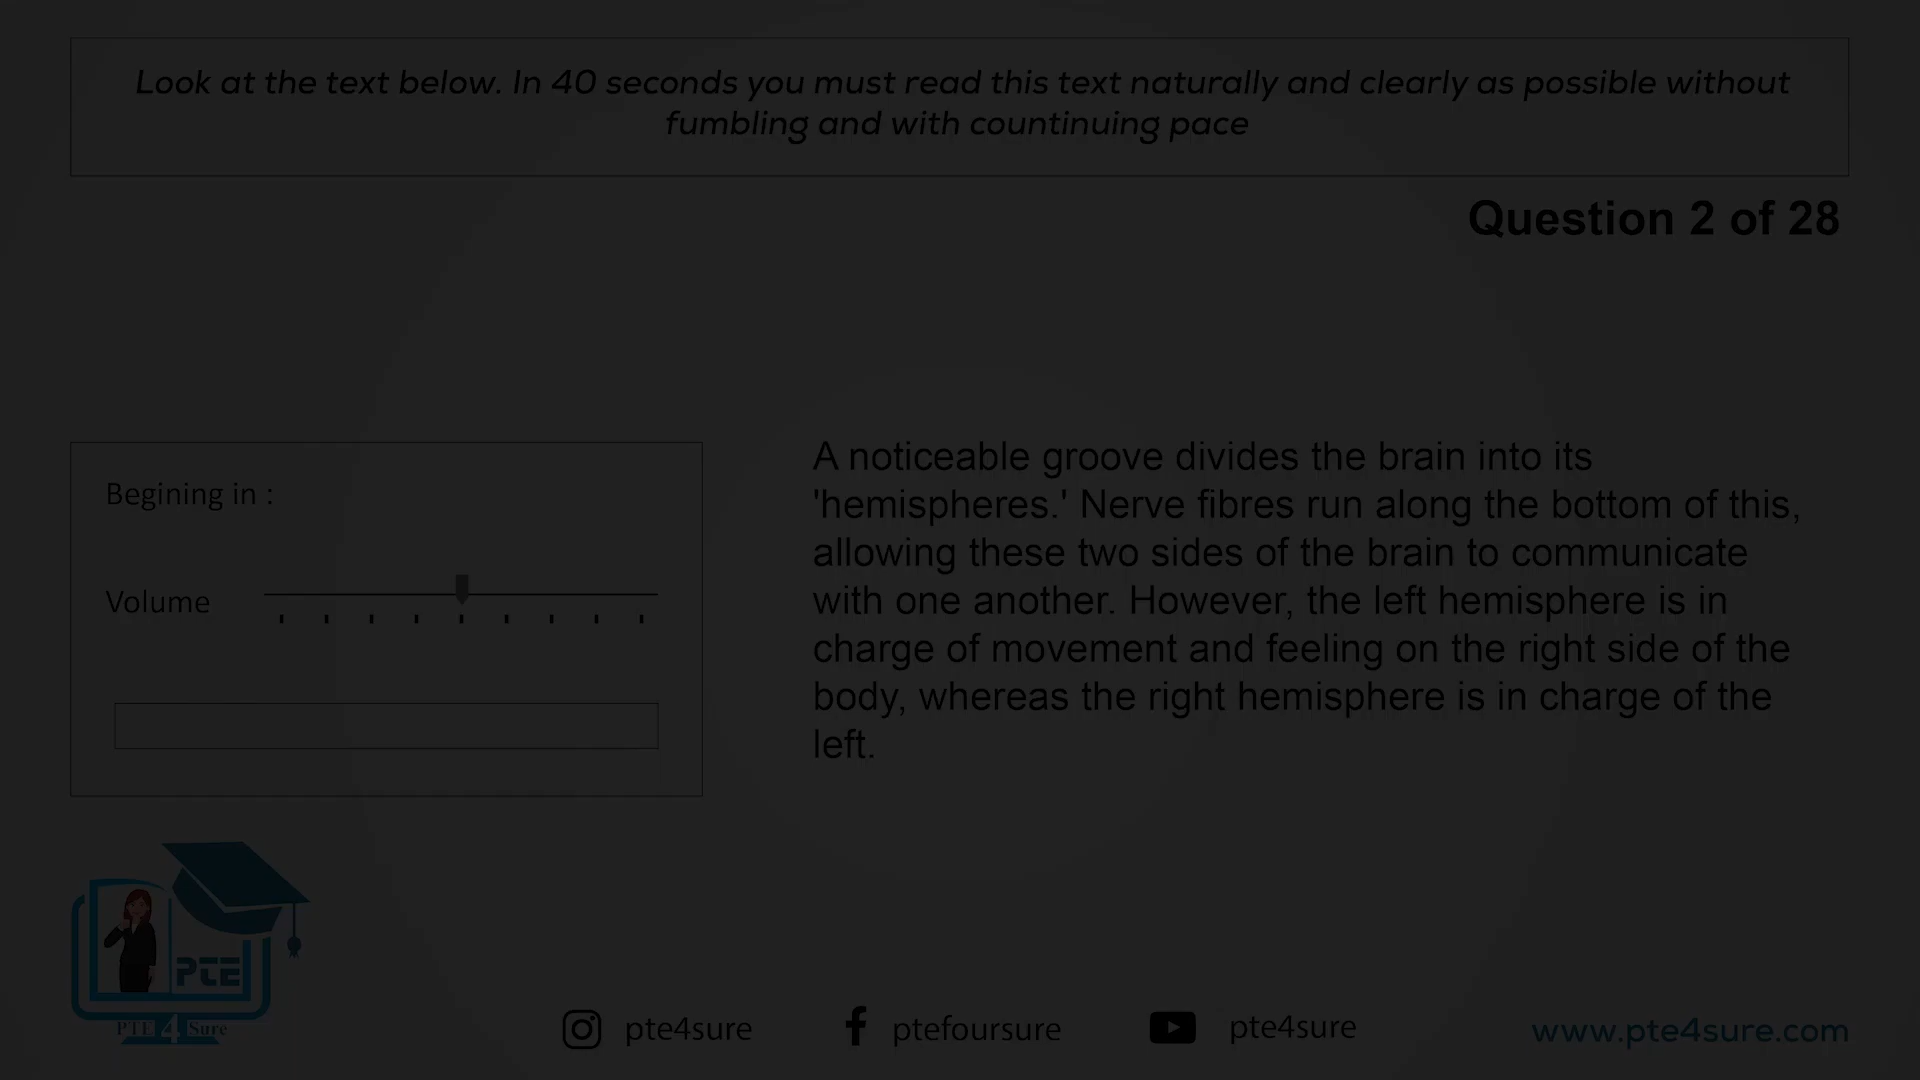 Look at the text below. In 40 seconds you must read this text naturally and clearly as possible without
fumbling and with countinuing pace
Question 2 of 28
Begining in :
Volume
A noticeable groove divides the brain into its
'hemispheres.' Nerve fibres run along the bottom of this,
allowing these two sides of the brain to communicate
with one another. However, the left hemisphere is in
charge of movement and feeling on the right side of the
body, whereas the right hemisphere is in charge of the
left.
PTE
PTE 4 Sure
pte4sure
ptefoursure
pte4sure
www.pte4sure.com